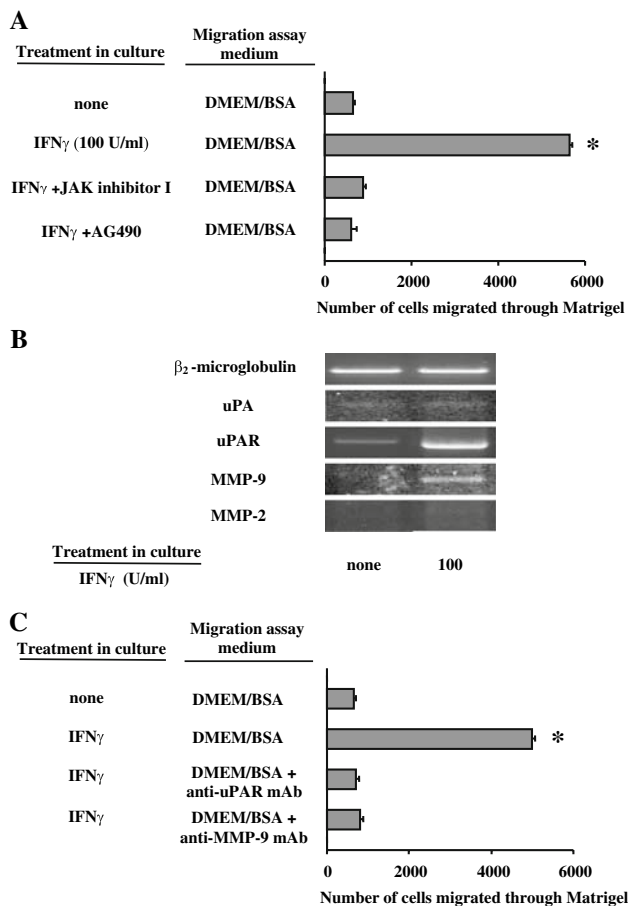 A
Treatment in culture
Migration assay
medium
none
DMEM/BSA
IFNγ (100 U/ml)
DMEM/BSA
*
IFNγ +JAK inhibitor I
DMEM/BSA
IFNγ +AG490
DMEM/BSA
0 2000 4000 6000
Number of cells migrated through Matrigel
B
β2-microglobulin
uPA
uPAR
MMP-9
MMP-2
Treatment in culture
IFNγ (U/ml)
none 100
C
Treatment in culture
Migration assay
medium
none
DMEM/BSA
IFNγ
DMEM/BSA
*
IFNγ
DMEM/BSA +
anti-uPAR mAb
IFNγ
DMEM/BSA +
anti-MMP-9 mAb
0 2000 4000 6000
Number of cells migrated through Matrigel